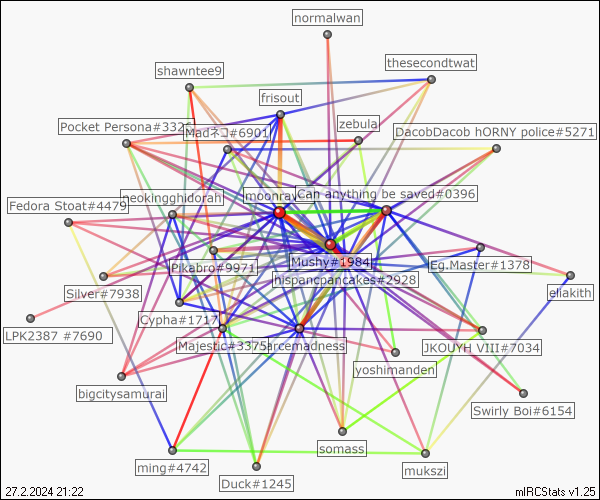 normalwan
thesecondtwat
shawntee9
frisout
zebula
Pocket Persona#3326
Madネコ#6901
DacobDacob hORNY police#5271
neokingghidorah
Can anything be saved#0396
Fedora Stoat#4479
Mushy#1984
Eg.Master#1378
Pikabro#9971
hispancpancakes#2928
Silver#7938
eliakith
Cypha#1717
LPK2387 #7690
Majestic#3375
arcemadness
JKOUYH VIII#7034
yoshimanden
bigcitysamurai
Swirly Boi#6154
somass
ming#4742
mukszi
Duck#1245
27.2.2024 21:22
mIRCStats v1.25